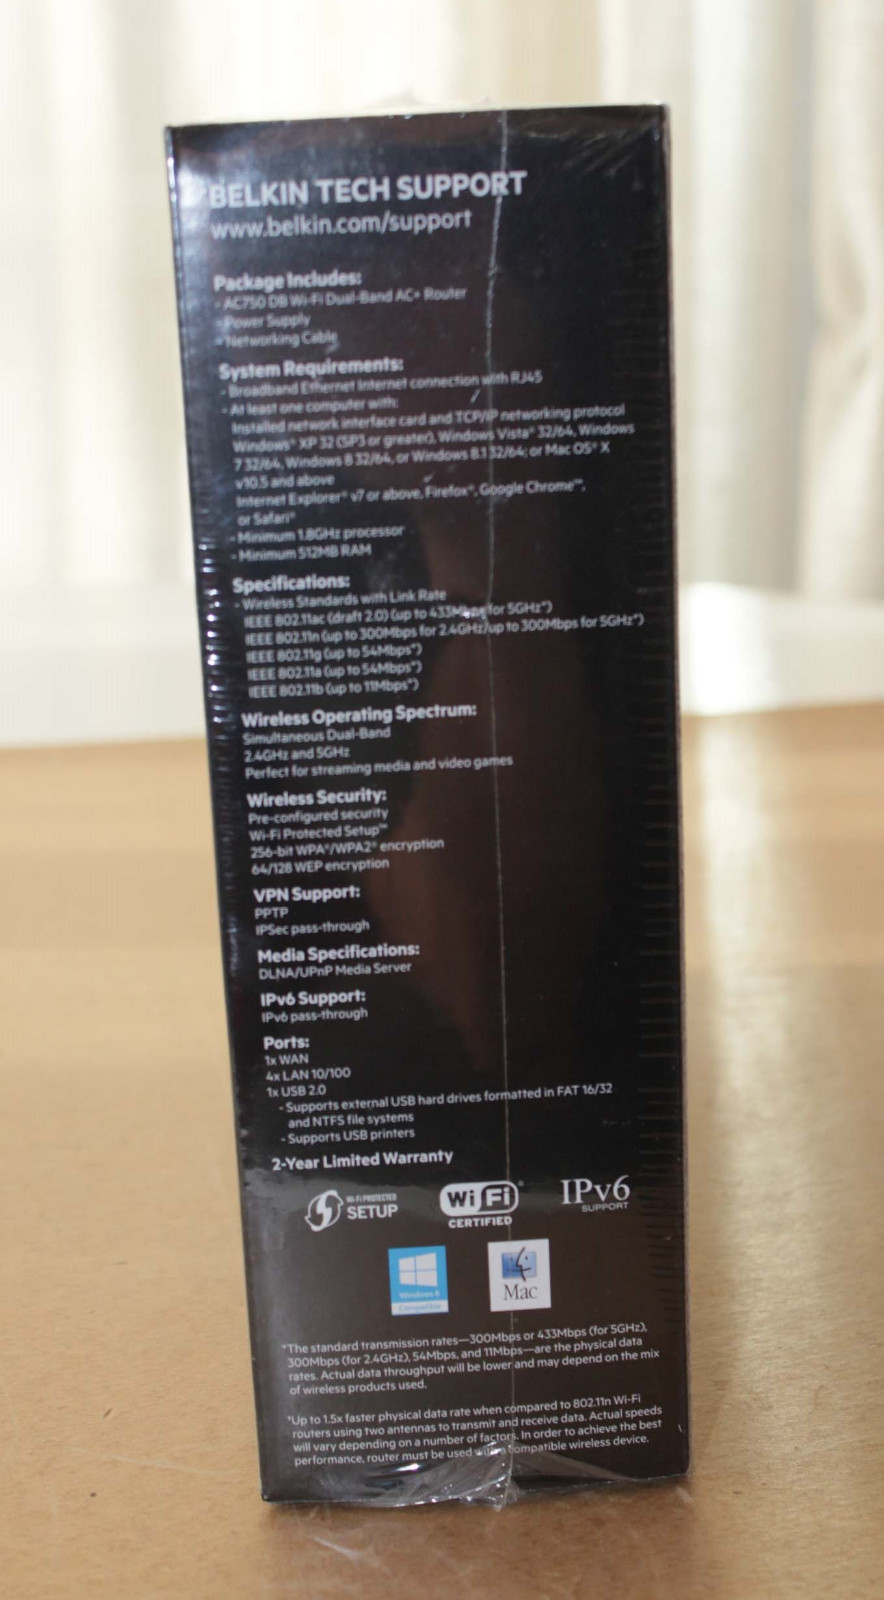 BELKIN TECH SUPPORT
www.belkin.com/support
Package Includes:
- AC750 DB Wi-Fi Dual-Band AC+ Router
- Power Supply
- Networking Cable
System Requirements:
- Broadband Ethernet Internet connection with RJ45
- At least one computer with:
Installed network interface card and TCP/IP networking protocol
Windows® XP 32 (SP3 or greater), Windows Vista® 32/64, Windows
7 32/64, Windows 8 32/64, or Windows 8.1 32/64; or Mac OS® X
v10.5 and above
Internet Explorer® v7 or above, Firefox®, Google Chrome™,
or Safari®
- Minimum 1.8GHz processor
- Minimum 512MB RAM
Specifications:
- Wireless Standards with Link Rate
IEEE 802.11ac (draft 2.0) (up to 433Mbps for 5GHz*)
IEEE 802.11n (up to 300Mbps for 2.4GHz/up to 300Mbps for 5GHz*)
IEEE 802.11g (up to 54Mbps*)
IEEE 802.11a (up to 54Mbps*)
IEEE 802.11b (up to 11Mbps*)
Wireless Operating Spectrum:
Simultaneous Dual-Band
2.4GHz and 5GHz
Perfect for streaming media and video games
Wireless Security:
Pre-configured security
Wi-Fi Protected Setup™
256-bit WPA®/WPA2® encryption
64/128 WEP encryption
VPN Support:
PPTP
IPSec pass-through
Media Specifications:
DLNA/UPnP Media Server
IPv6 Support:
IPv6 pass-through
Ports:
1x WAN
4x LAN 10/100
1x USB 2.0
- Supports external USB hard drives formatted in FAT 16/32
and NTFS file systems
- Supports USB printers
2-Year Limited Warranty
WI-FI PROTECTED
SETUP
Wi Fi®
CERTIFIED
IPv6
SUPPORT
Windows 8
Compatible
Mac
*The standard transmission rates—300Mbps or 433Mbps (for 5GHz),
300Mbps (for 2.4GHz), 54Mbps, and 11Mbps—are the physical data
rates. Actual data throughput will be lower and may depend on the mix
of wireless products used.
+Up to 1.5x faster physical data rate when compared to 802.11n Wi-Fi
routers using two antennas to transmit and receive data. Actual speeds
will vary depending on a number of factors. In order to achieve the best
performance, router must be used with a compatible wireless device.